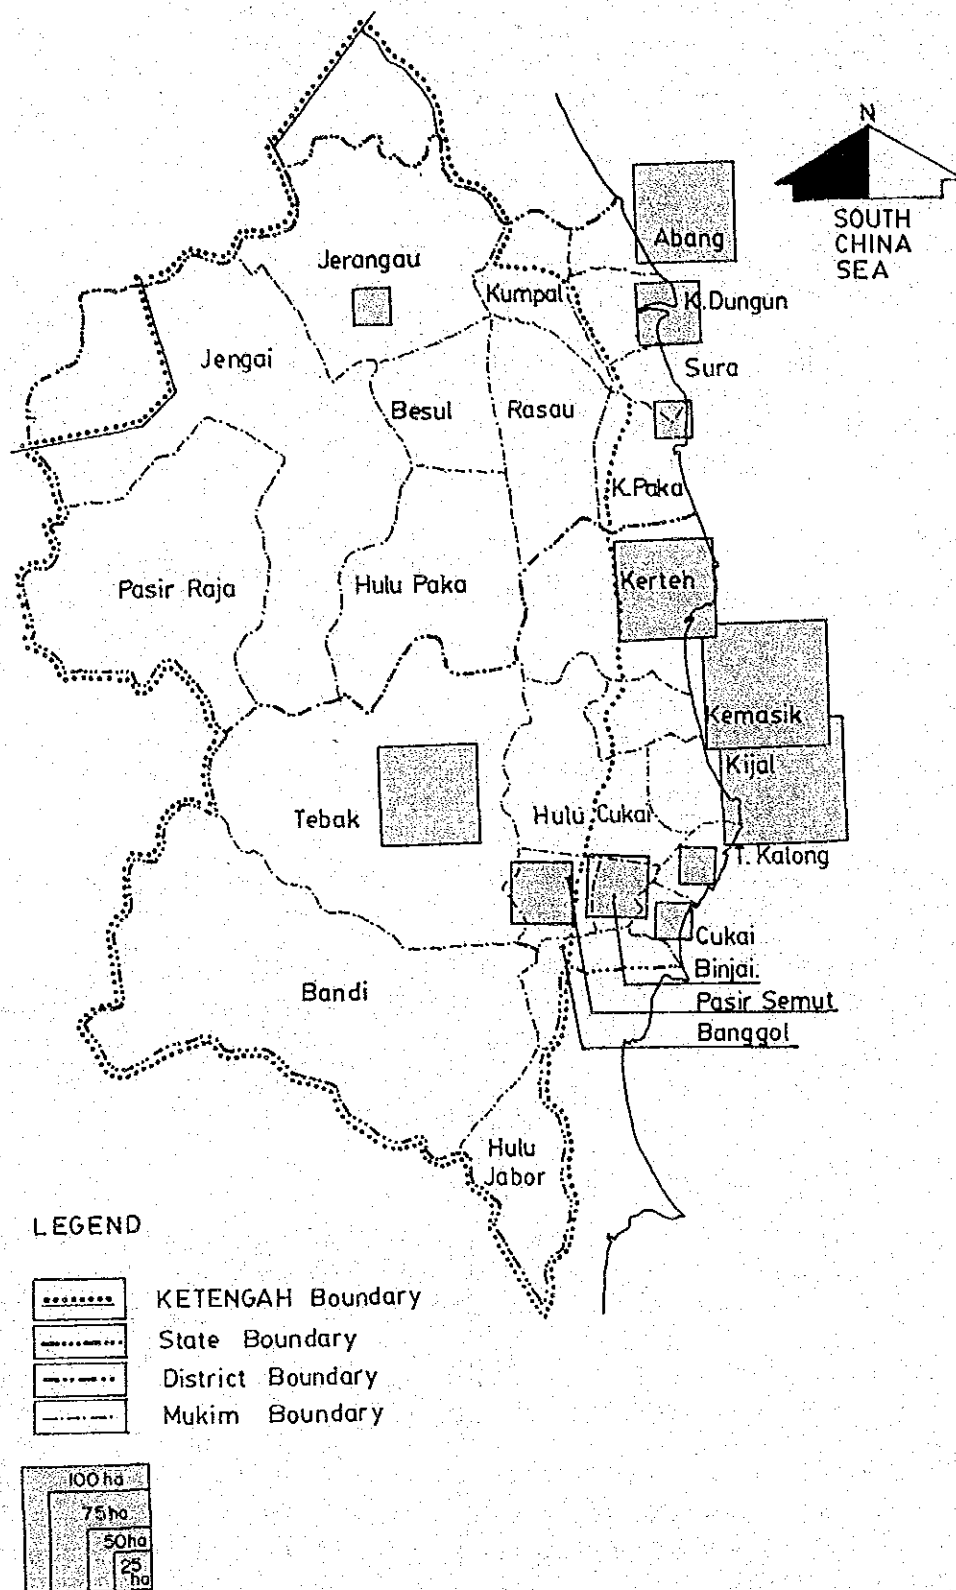 N
SOUTH
CHINA
SEA
Abang
Jerangau
Kumpal
K.Dungun
Jengai
Sura
Besul
Rasau
K.Paka
Pasir Raja
Hulu Paka
Kerteh
Kemasik
Kijal
Tebak
Hulu Cukai
T. Kalong
Cukai
Binjai.
Pasir Semut
Banggol
Bandi
Hulu
Jabor
LEGEND
KETENGAH Boundary
State Boundary
District Boundary
Mukim Boundary
100 ha
75 ha
50ha
25
ha